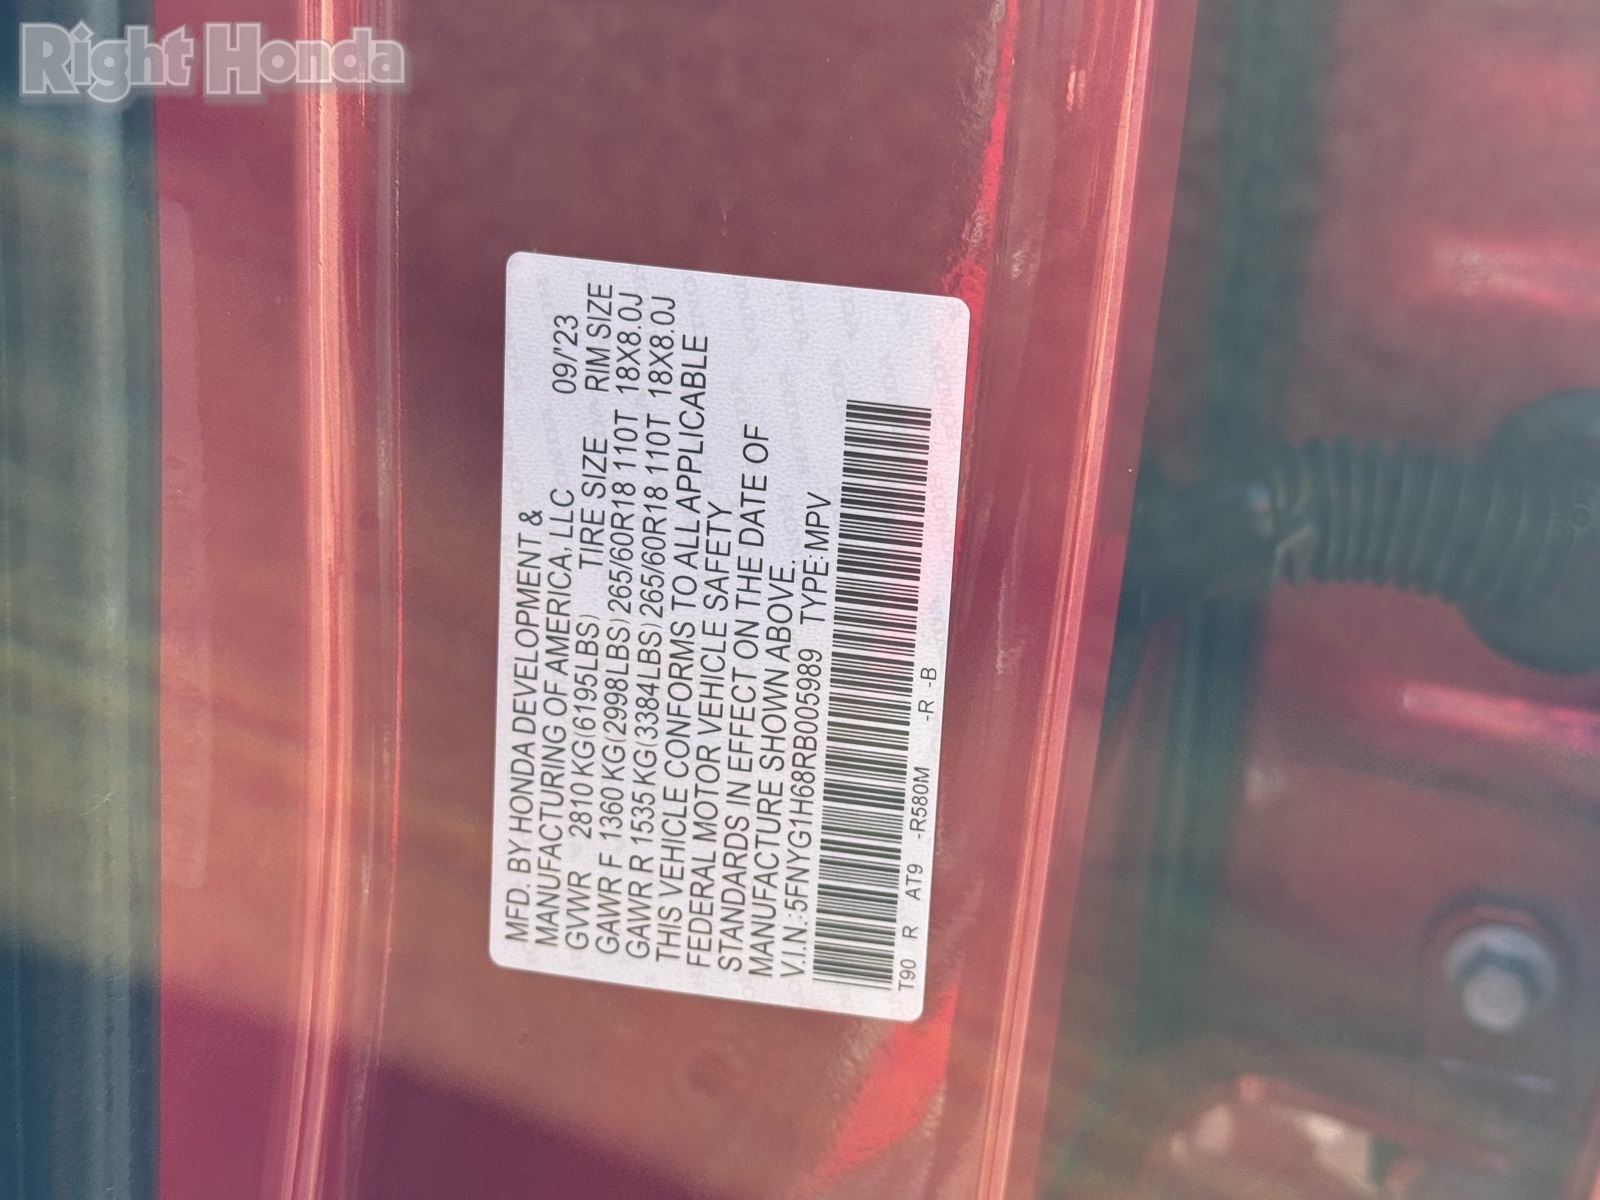 Right Honda
MFD. BY HONDA DEVELOPMENT &
MANUFACTURING OF AMERICA, LLC 09/'23
GVWR 2810 KG(6195LBS) TIRE SIZE RIM SIZE
GAWR F 1360 KG(2998LBS) 265/60R18 110T 18X8.0J
GAWR R 1535 KG(3384LBS) 265/60R18 110T 18X8.0J
THIS VEHICLE CONFORMS TO ALL APPLICABLE
FEDERAL MOTOR VEHICLE SAFETY
STANDARDS IN EFFECT ON THE DATE OF
MANUFACTURE SHOWN ABOVE.
V.I.N.:5FNYG1H68RB005989 TYPE:MPV
T90 R AT9 -R580M -R -B